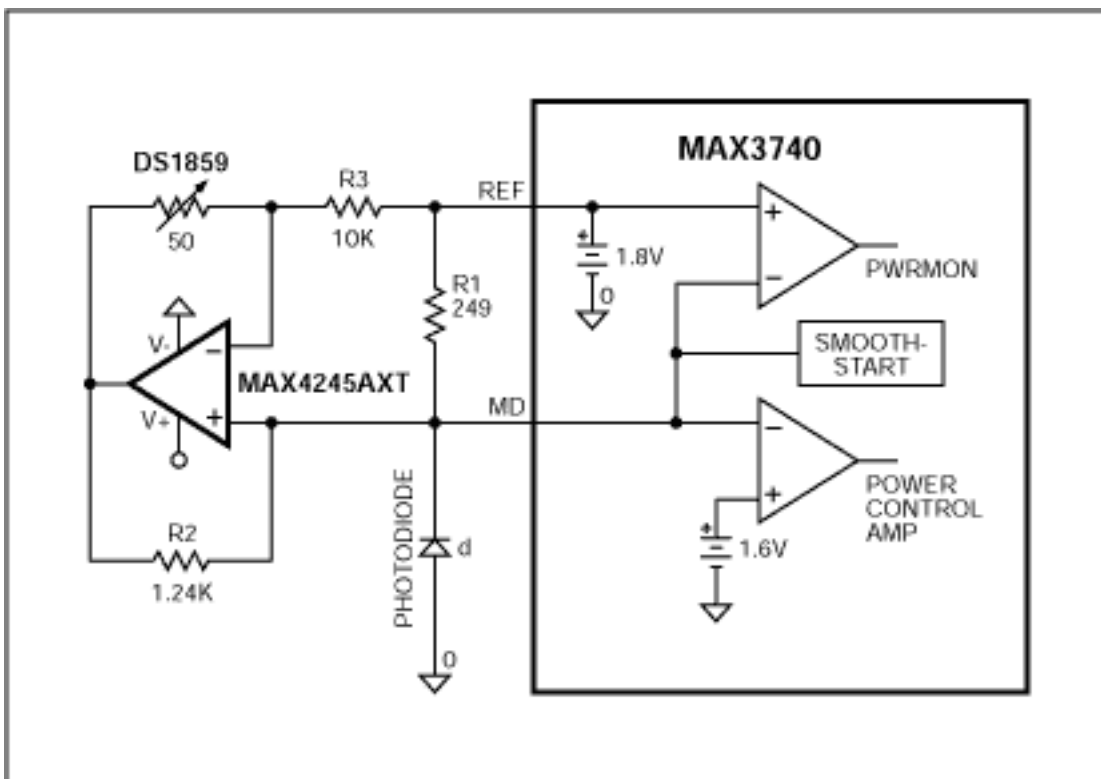 MAX3740
DS1859
R3
REF
50
10K
+
1.8V
PWRMON
R1
249
0
−
V-
−
SMOOTH-
START
MAX4245AXT
MD
V+
+
−
POWER
CONTROL
AMP
+
R2
1.24K
PHOTODIODE
d
+
1.6V
0